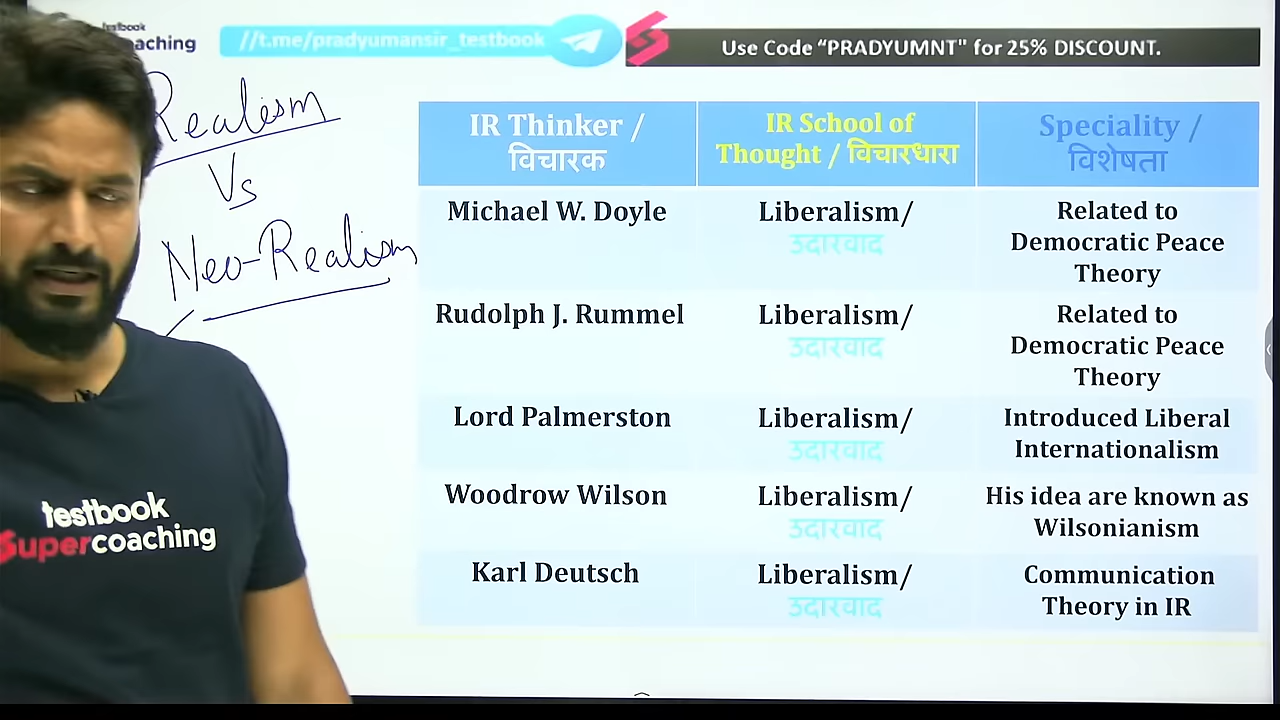 testbook
coaching
//t.me/pradyumansir_testbook
Use Code “PRADYUMNT" for 25% DISCOUNT.
Realism
Vs
Neo-Realism
IR Thinker /
विचारक
IR School of
Thought / विचारधारा
Speciality /
विशेषता
Michael W. Doyle
Liberalism/
उदारवाद
Related to
Democratic Peace
Theory
Rudolph J. Rummel
Liberalism/
उदारवाद
Related to
Democratic Peace
Theory
Lord Palmerston
Liberalism/
उदारवाद
Introduced Liberal
Internationalism
Woodrow Wilson
Liberalism/
उदारवाद
His idea are known as
Wilsonianism
Karl Deutsch
Liberalism/
उदारवाद
Communication
Theory in IR
testbook
Supercoaching